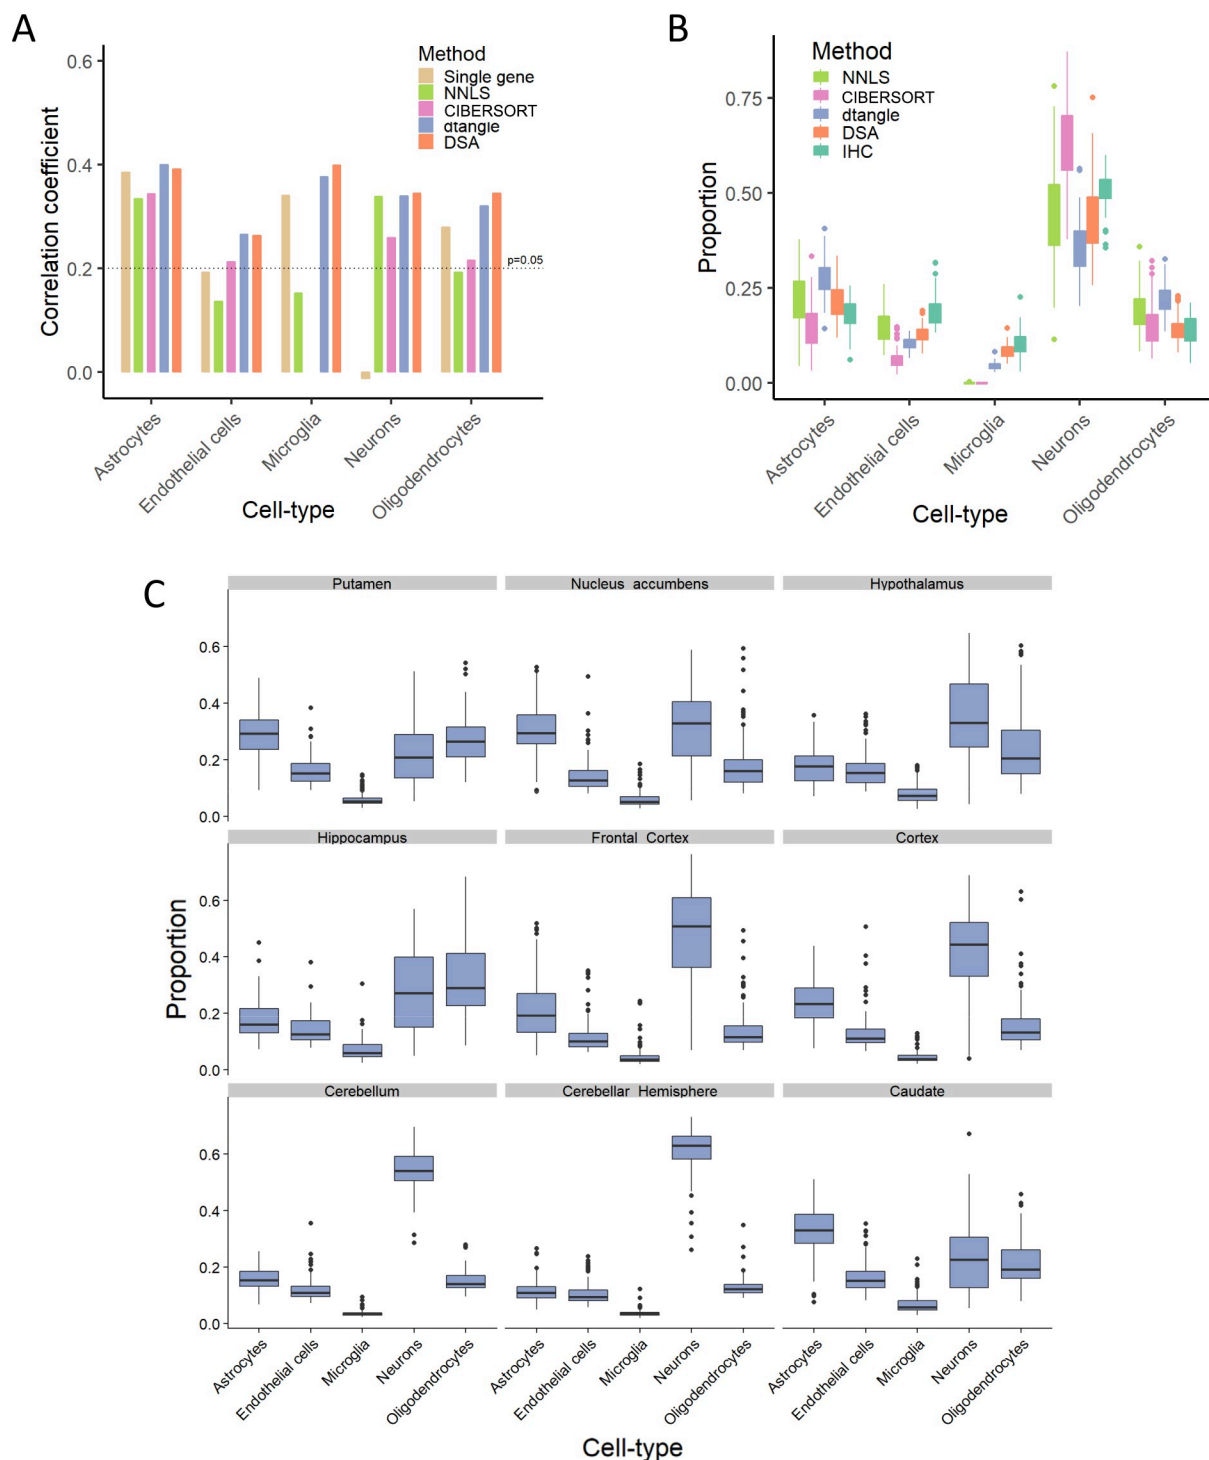 A
Correlation coefficient
0.6
0.4
0.2
0.0
Method
Single gene
NNLS
CIBERSORT
dtangle
DSA
p=0.05
Astrocytes
Endothelial cells
Microglia
Neurons
Oligodendrocytes
Cell-type
B
Proportion
0.75
0.50
0.25
0.00
Method
NNLS
CIBERSORT
dtangle
DSA
IHC
Astrocytes
Endothelial cells
Microglia
Neurons
Oligodendrocytes
Cell-type
C
Proportion
Putamen
Nucleus accumbens
Hypothalamus
0.6
0.4
0.2
0.0
Hippocampus
Frontal Cortex
Cortex
0.6
0.4
0.2
0.0
Cerebellum
Cerebellar Hemisphere
Caudate
0.6
0.4
0.2
0.0
Astrocytes
Endothelial cells
Microglia
Neurons
Oligodendrocytes
Astrocytes
Endothelial cells
Microglia
Neurons
Oligodendrocytes
Astrocytes
Endothelial cells
Microglia
Neurons
Oligodendrocytes
Cell-type